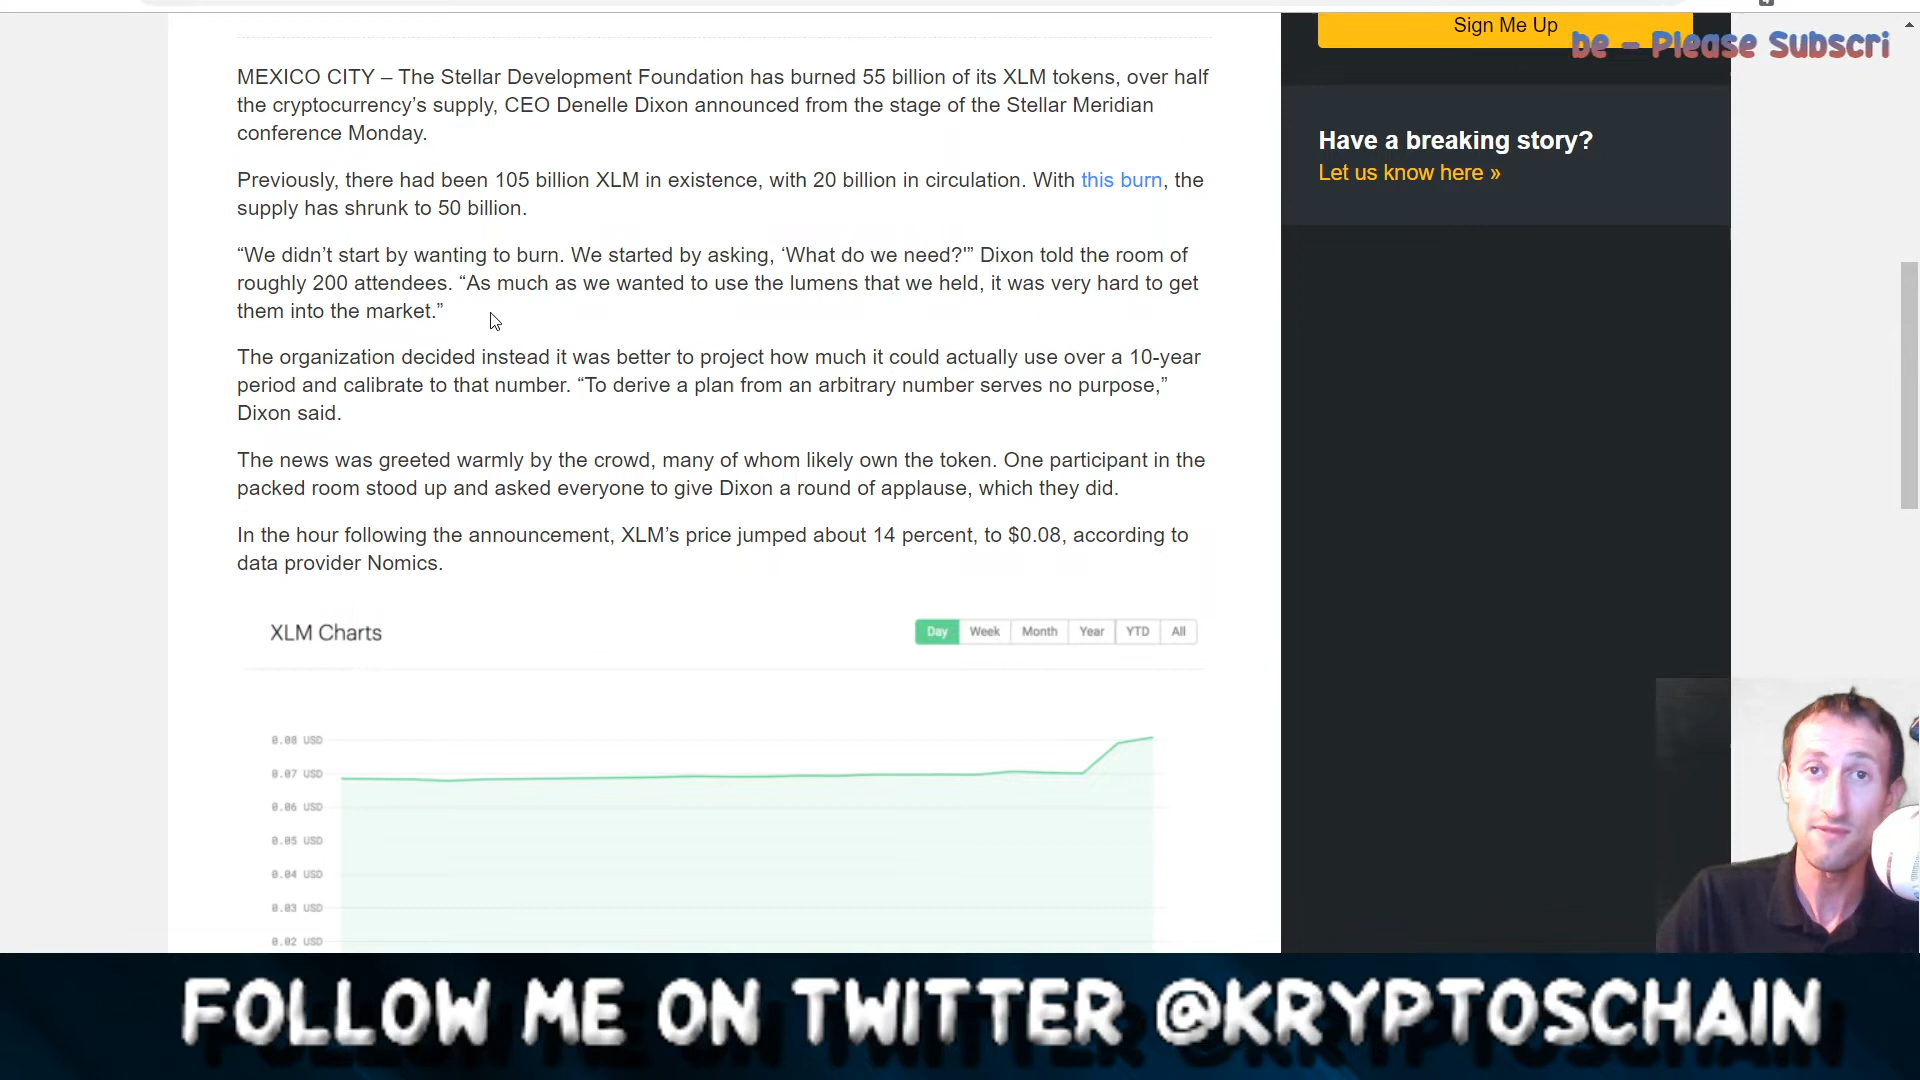 Sign Me Up
be - Please Subscri
MEXICO CITY – The Stellar Development Foundation has burned 55 billion of its XLM tokens, over half
the cryptocurrency’s supply, CEO Denelle Dixon announced from the stage of the Stellar Meridian
conference Monday.
Previously, there had been 105 billion XLM in existence, with 20 billion in circulation. With this burn, the
supply has shrunk to 50 billion.
“We didn’t start by wanting to burn. We started by asking, ‘What do we need?’” Dixon told the room of
roughly 200 attendees. “As much as we wanted to use the lumens that we held, it was very hard to get
them into the market.”
The organization decided instead it was better to project how much it could actually use over a 10-year
period and calibrate to that number. “To derive a plan from an arbitrary number serves no purpose,”
Dixon said.
The news was greeted warmly by the crowd, many of whom likely own the token. One participant in the
packed room stood up and asked everyone to give Dixon a round of applause, which they did.
In the hour following the announcement, XLM’s price jumped about 14 percent, to $0.08, according to
data provider Nomics.
Have a breaking story?
Let us know here »
XLM Charts
Day Week Month Year YTD All
0.08 USD
0.07 USD
0.06 USD
0.05 USD
0.04 USD
0.03 USD
0.02 USD
FOLLOW ME ON TWITTER @KRYPTOSCHAIN